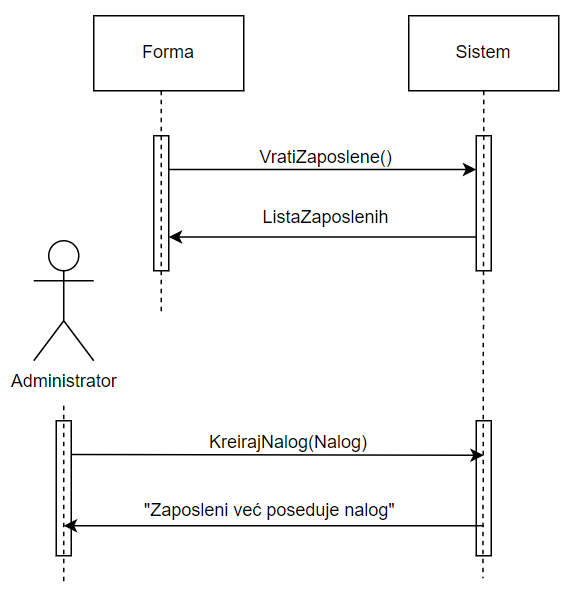 Forma
Sistem
VratiZaposlene()
ListaZaposlenih
Administrator
KreirajNalog(Nalog)
"Zaposleni već poseduje nalog"